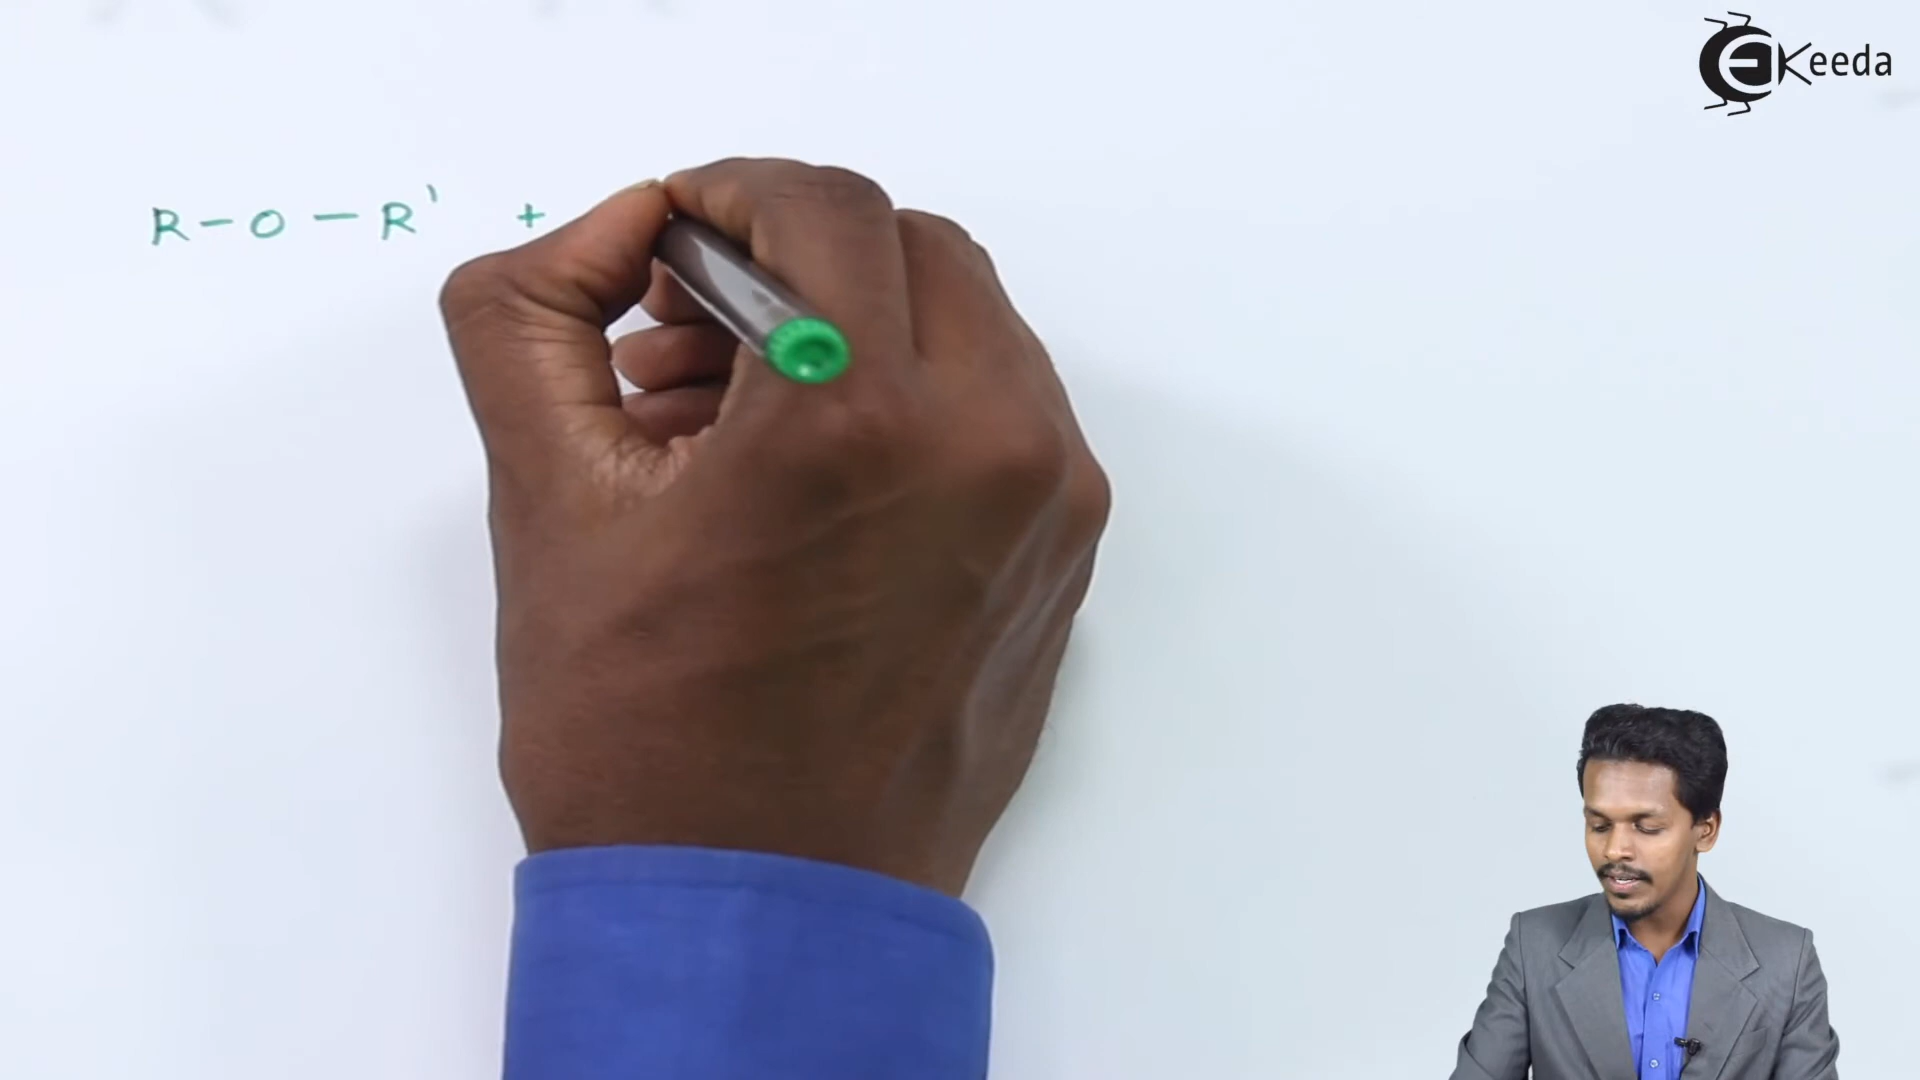 Keeda
R - O - R' +